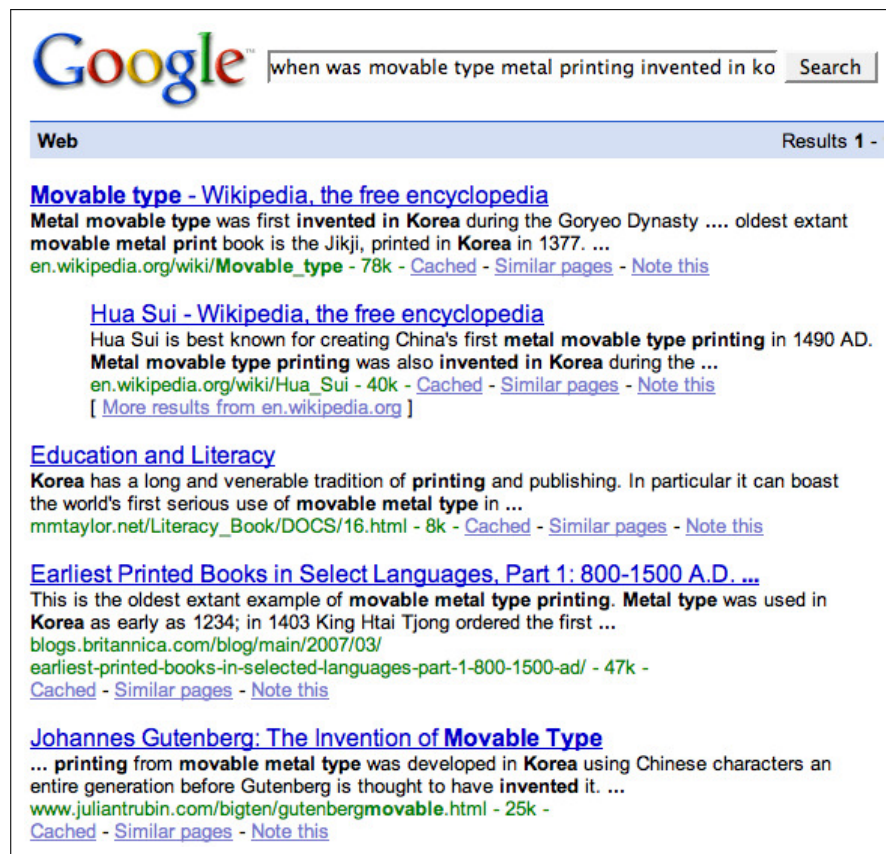 Google™
when was movable type metal printing invented in ko
Search
Web
Results 1 -
Movable type - Wikipedia, the free encyclopedia
Metal movable type was first invented in Korea during the Goryeo Dynasty .... oldest extant
movable metal print book is the Jikji, printed in Korea in 1377. ...
en.wikipedia.org/wiki/Movable_type - 78k - Cached - Similar pages - Note this
Hua Sui - Wikipedia, the free encyclopedia
Hua Sui is best known for creating China's first metal movable type printing in 1490 AD.
Metal movable type printing was also invented in Korea during the ...
en.wikipedia.org/wiki/Hua_Sui - 40k - Cached - Similar pages - Note this
[ More results from en.wikipedia.org ]
Education and Literacy
Korea has a long and venerable tradition of printing and publishing. In particular it can boast
the world's first serious use of movable metal type in ...
mmtaylor.net/Literacy_Book/DOCS/16.html - 8k - Cached - Similar pages - Note this
Earliest Printed Books in Select Languages, Part 1: 800-1500 A.D. ...
This is the oldest extant example of movable metal type printing. Metal type was used in
Korea as early as 1234; in 1403 King Htai Tjong ordered the first ...
blogs.britannica.com/blog/main/2007/03/
earliest-printed-books-in-selected-languages-part-1-800-1500-ad/ - 47k -
Cached - Similar pages - Note this
Johannes Gutenberg: The Invention of Movable Type
... printing from movable metal type was developed in Korea using Chinese characters an
entire generation before Gutenberg is thought to have invented it. ...
www.juliantrubin.com/bigten/gutenbergmovable.html - 25k -
Cached - Similar pages - Note this